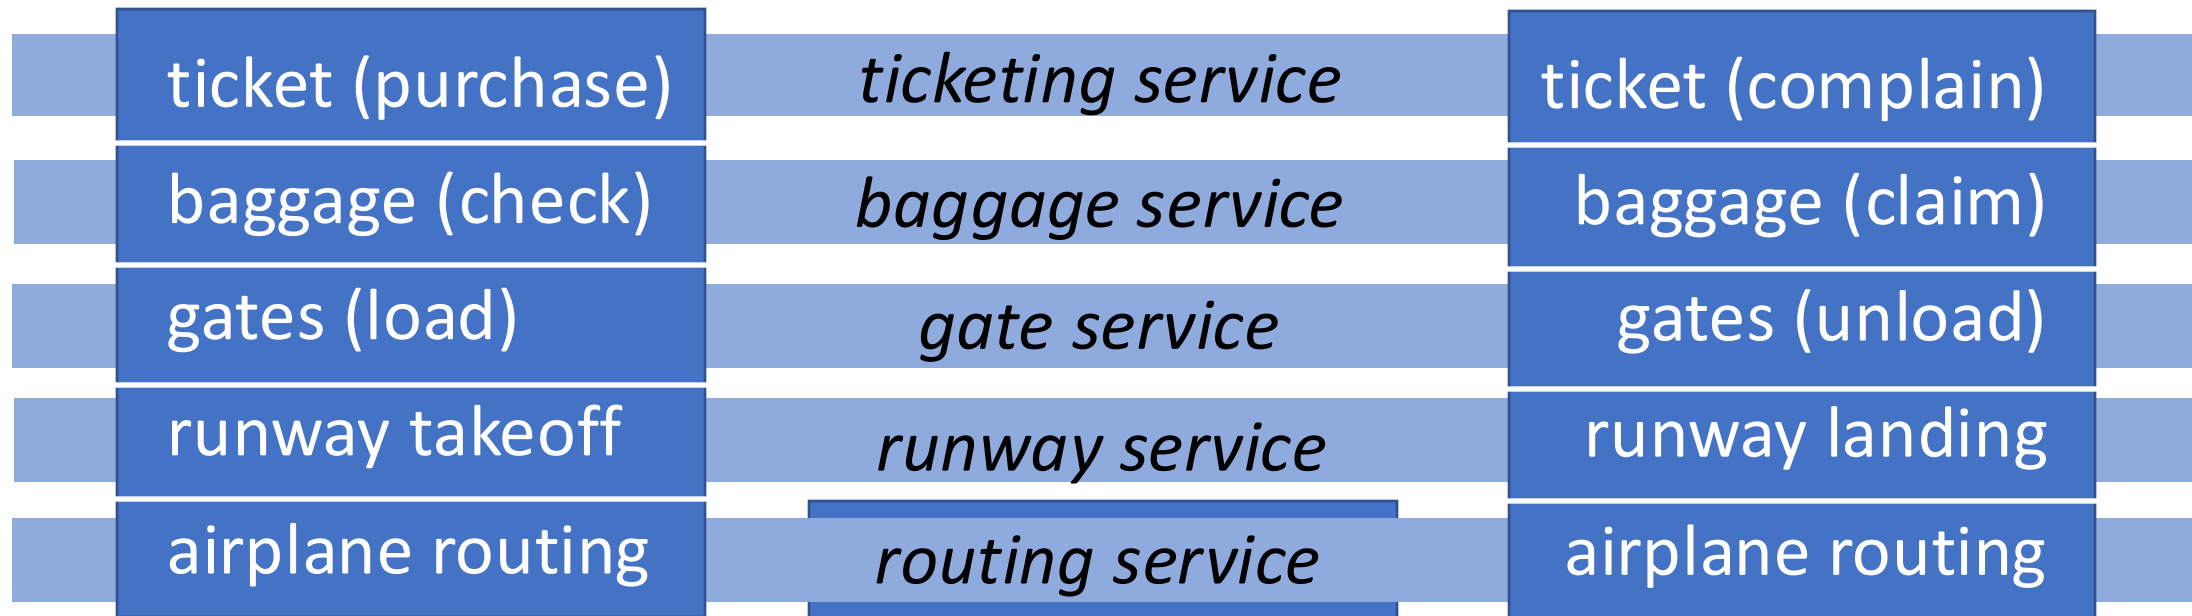 ticket (purchase) ticketing service ticket (complain)
baggage (check) baggage service baggage (claim)
gates (load) gate service gates (unload)
runway takeoff runway service runway landing
airplane routing routing service airplane routing